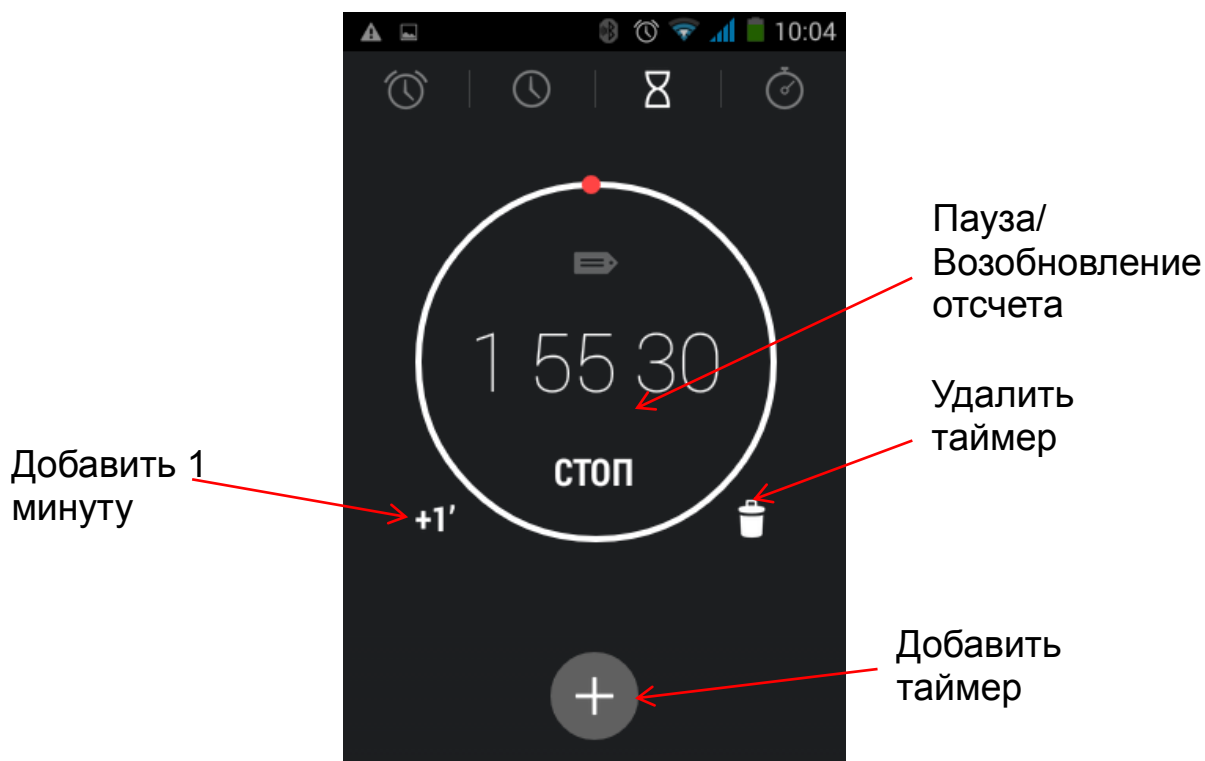 10:04
Пауза/
Возобновление
отсчета
1 55 30
Удалить
таймер
Добавить 1
минуту
СТОП
+1′
Добавить
таймер